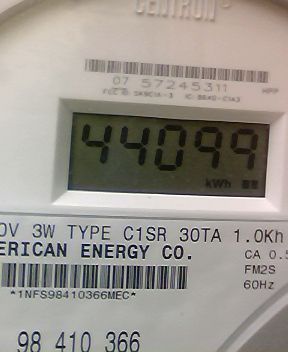 CENTRON
07 57245311
44099
kWh
0V 3W TYPE C1SR 30TA 1.0Kh
ERICAN ENERGY CO.
CA 0.5
FM2S
60Hz
*1NFS98410366MEC*
98 410 366